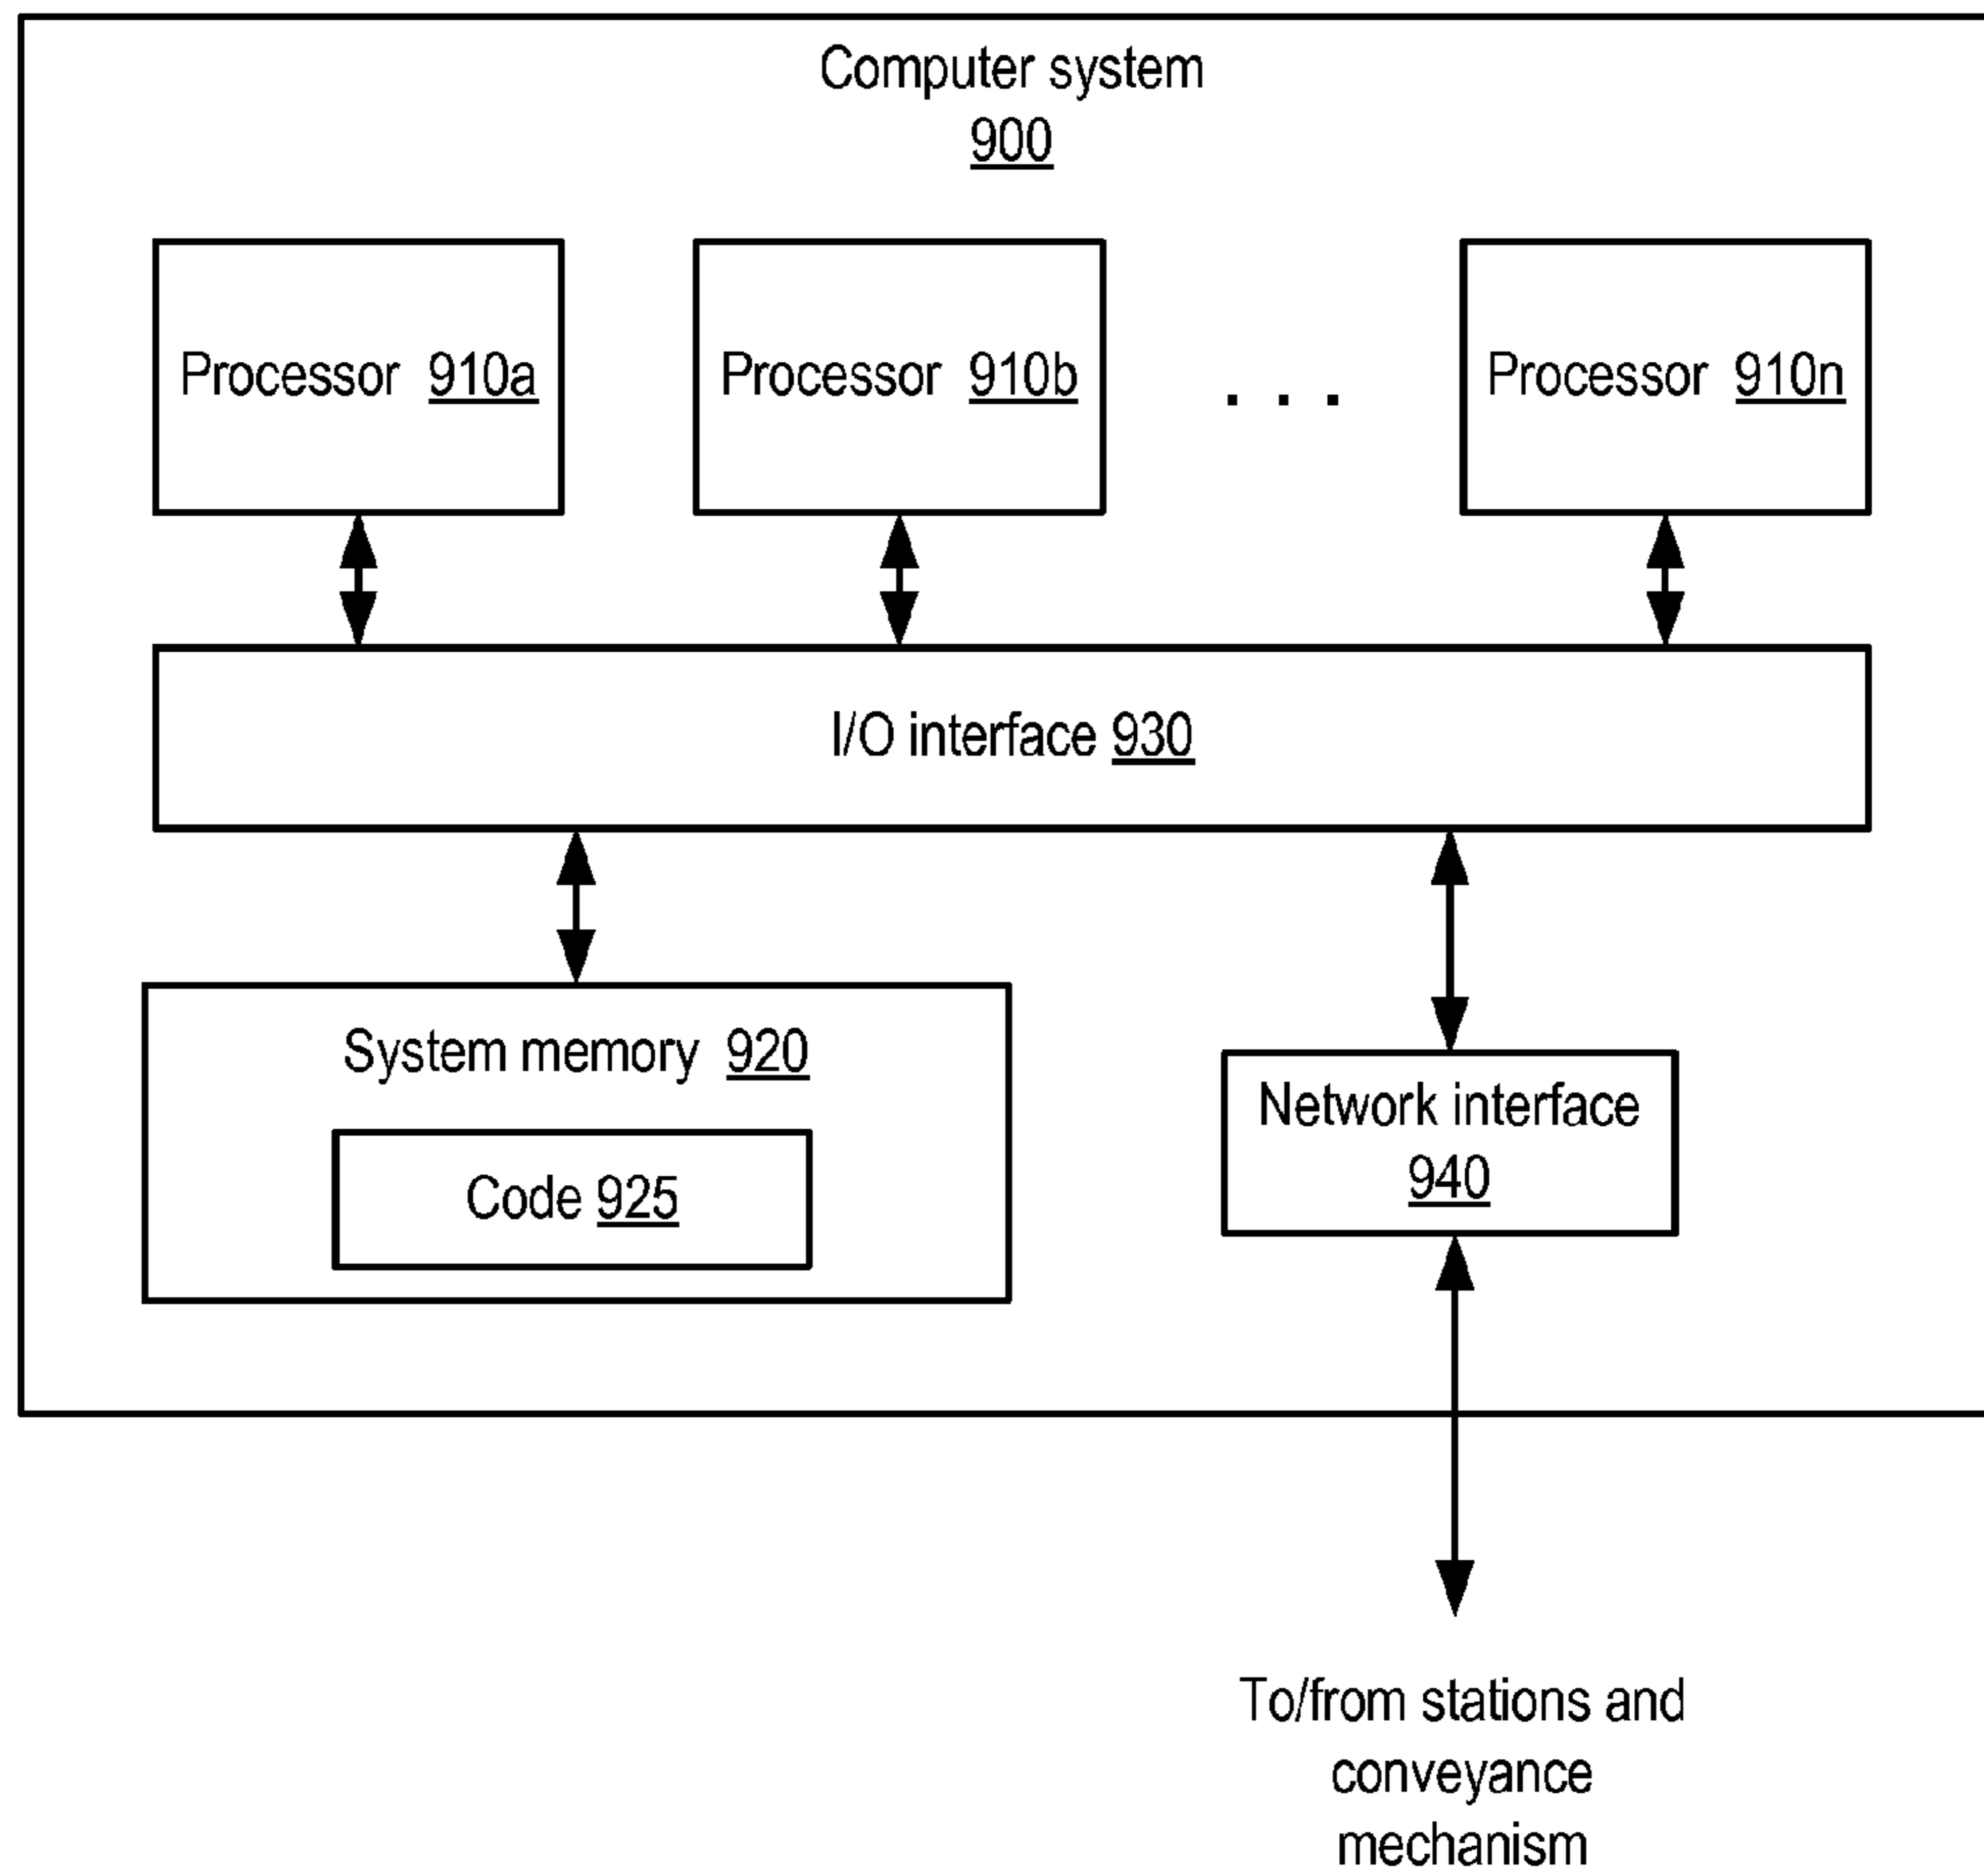 Computer system
900
Processor 910a
Processor 910b
. . .
Processor 910n
I/O interface 930
System memory 920
Code 925
Network interface
940
To/from stations and
conveyance
mechanism